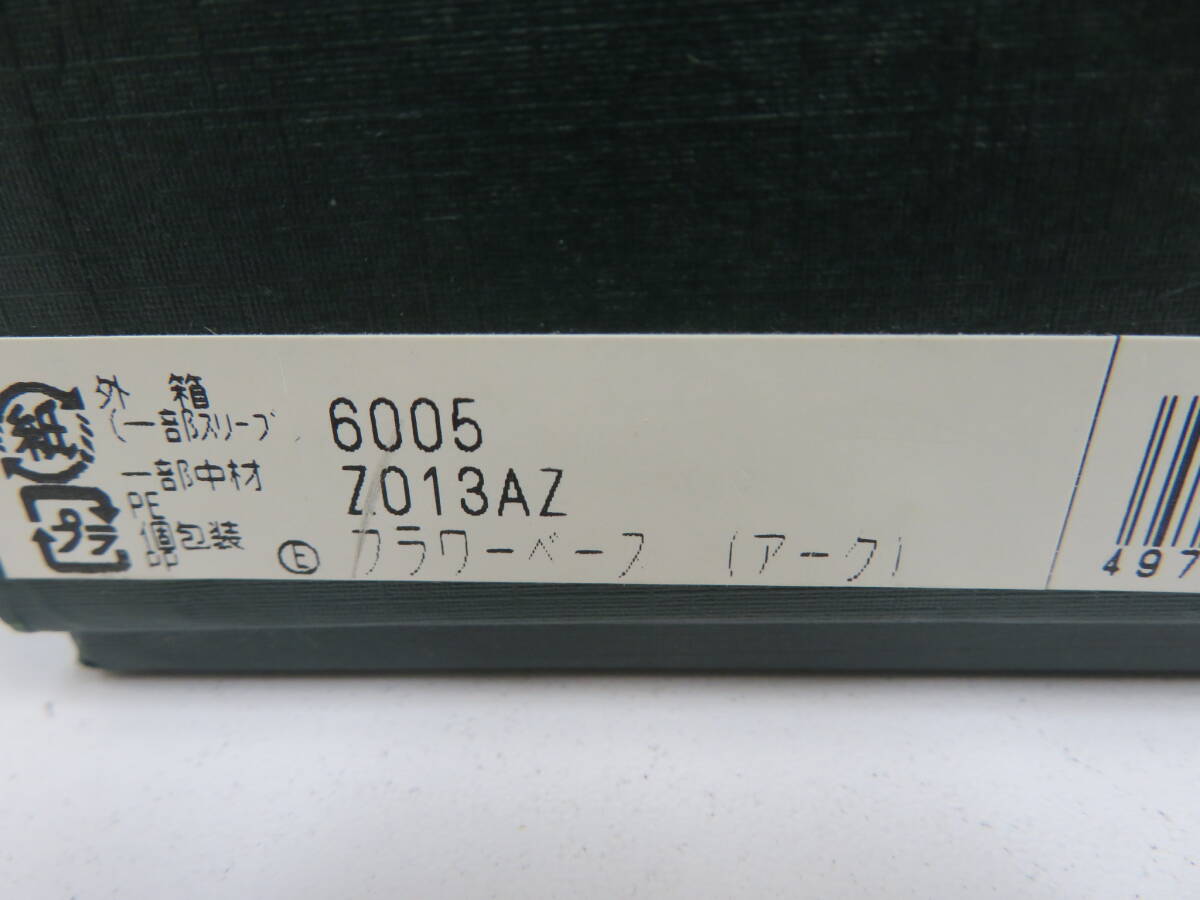 紙
外 箱
(一部スリーブ)
一部中材
プラ
PE
個包装
6005
Z013AZ
Ⓔ フラワーベース (アーク)
497